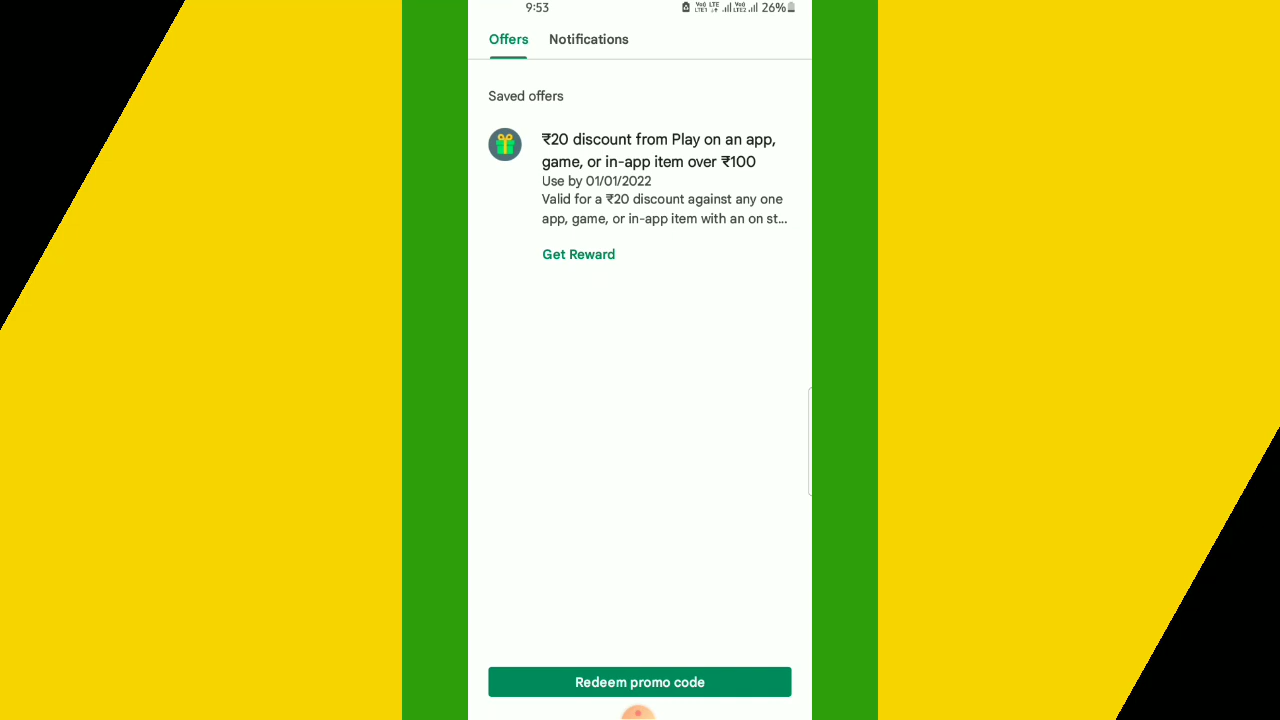 9:53
26%
Offers Notifications
Saved offers
₹20 discount from Play on an app,
game, or in-app item over ₹100
Use by 01/01/2022
Valid for a ₹20 discount against any one
app, game, or in-app item with an on st...
Get Reward
Redeem promo code